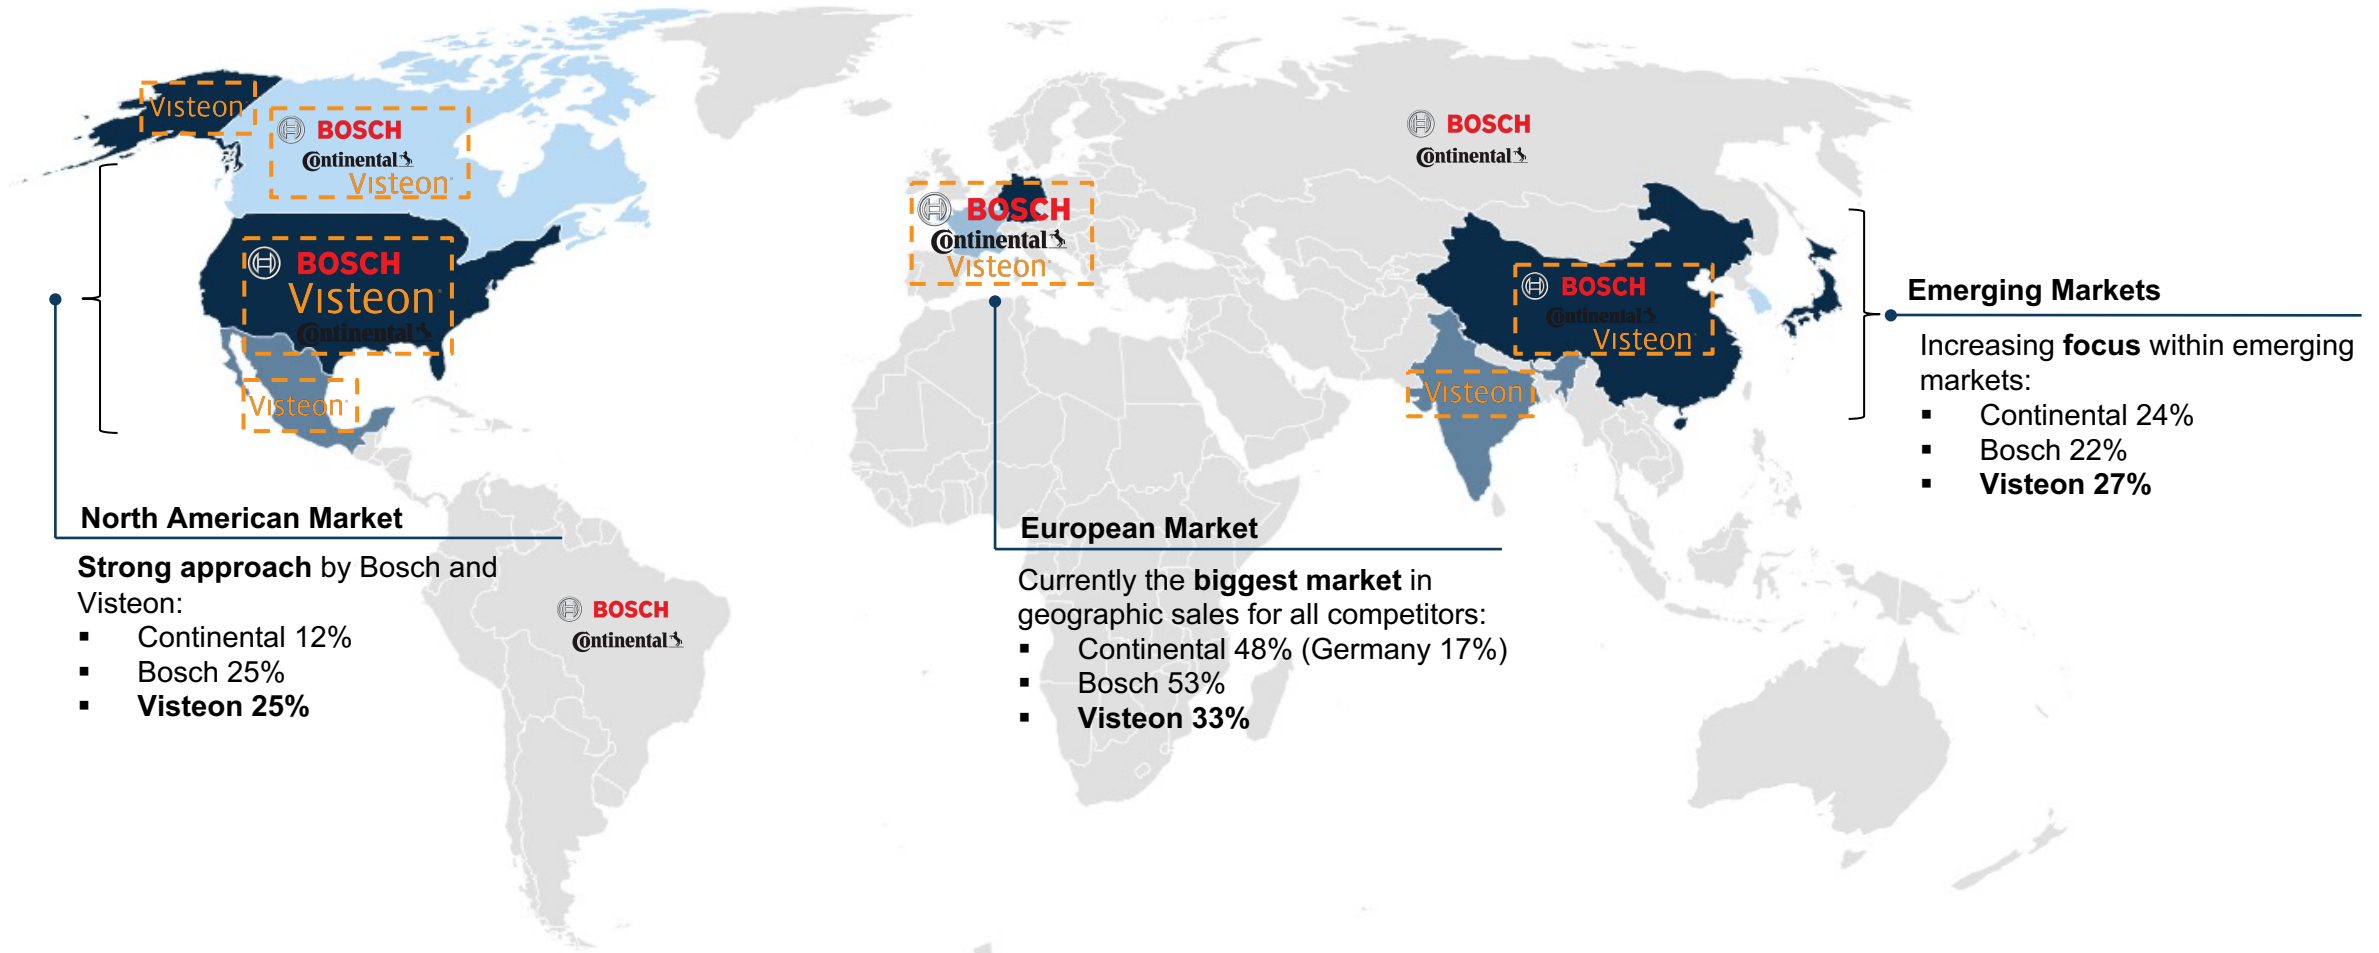 Visteon
BOSCH
Continental
Visteon
BOSCH
Visteon
Continental
Visteon
North American Market
Strong approach by Bosch and
Visteon:
▪ Continental 12%
▪ Bosch 25%
▪ Visteon 25%
BOSCH
Continental
BOSCH
Continental
Visteon
European Market
Currently the biggest market in
geographic sales for all competitors:
▪ Continental 48% (Germany 17%)
▪ Bosch 53%
▪ Visteon 33%
BOSCH
Continental
BOSCH
Continental
Visteon
Visteon
Emerging Markets
Increasing focus within emerging
markets:
▪ Continental 24%
▪ Bosch 22%
▪ Visteon 27%